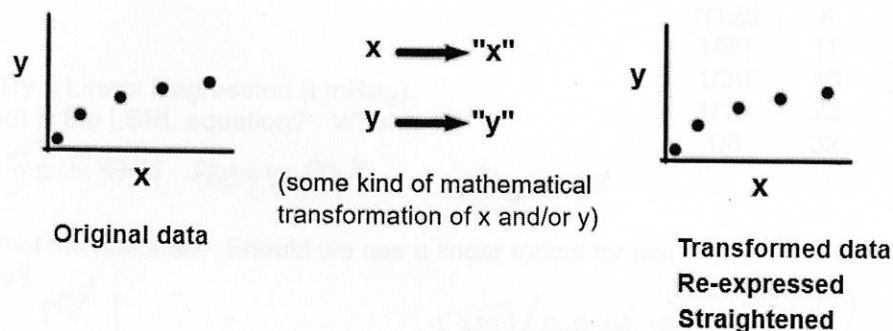 y
x
Original data
x "x"
y "y"
(some kind of mathematical
transformation of x and/or y)
y
x
Transformed data
Re-expressed
Straightened